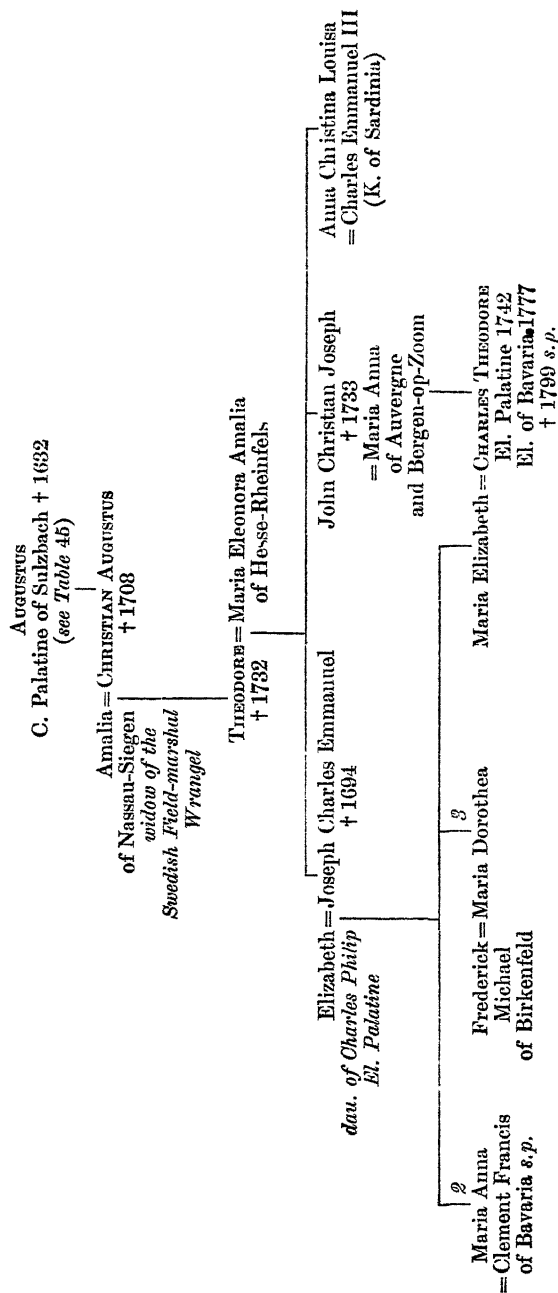 AUGUSTUS
C. Palatine of Sulzbach † 1632
(see Table 45)
Amalia = CHRISTIAN AUGUSTUS
of Nassau-Siegen † 1708
widow of the
Swedish Field-marshal
Wrangel
THEODORE = Maria Eleonora Amalia
† 1732 of Hesse-Rheinfels
Elizabeth = Joseph Charles Emmanuel
dau. of Charles Philip † 1694
El. Palatine
John Christian Joseph
† 1733
= Maria Anna
of Auvergne
and Bergen-op-Zoom
Anna Christina Louisa
= Charles Emmanuel III
(K. of Sardinia)
2
Maria Anna
= Clement Francis
of Bavaria s.p.
3
Frederick = Maria Dorothea
Michael
of Birkenfeld
Maria Elizabeth = CHARLES THEODORE
El. Palatine 1742
El. of Bavaria 1777
† 1799 s.p.